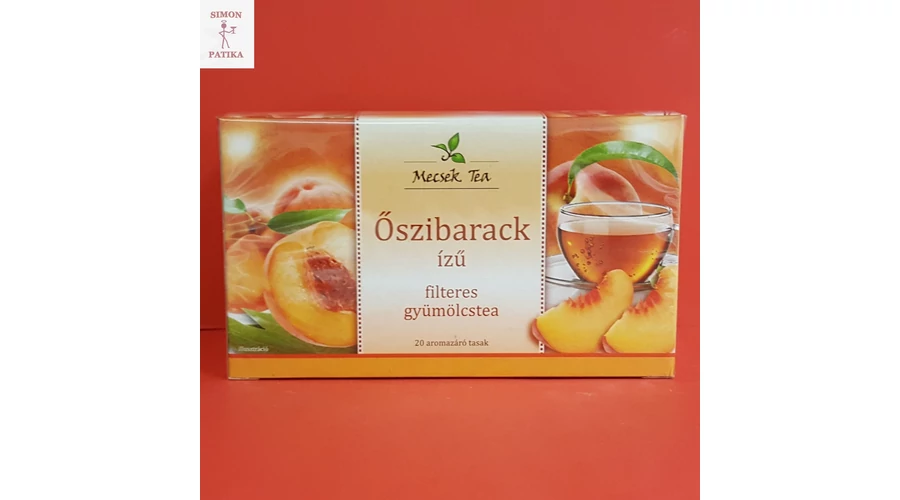 SIMON
PATIKA
Mecsek Tea
Őszibarack
ízű
filteres
gyümölcstea
20 aromazáró tasak